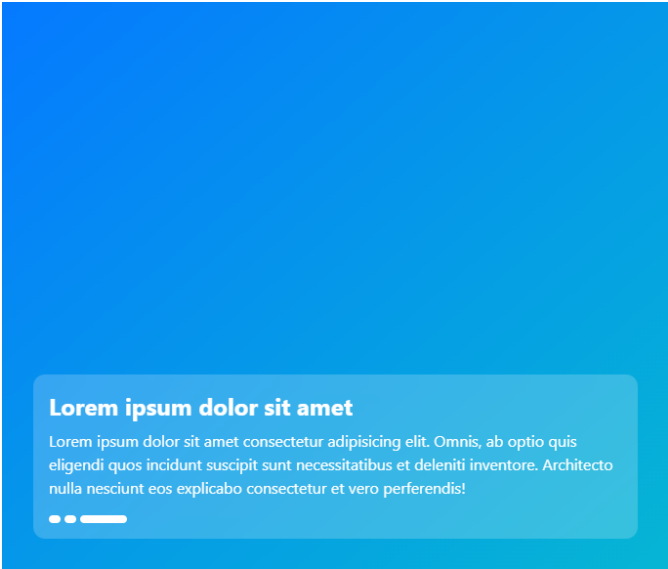 Lorem ipsum dolor sit amet
Lorem ipsum dolor sit amet consectetur adipisicing elit. Omnis, ab optio quis
eligendi quos incidunt suscipit sunt necessitatibus et deleniti inventore. Architecto
nulla nesciunt eos explicabo consectetur et vero perferendis!